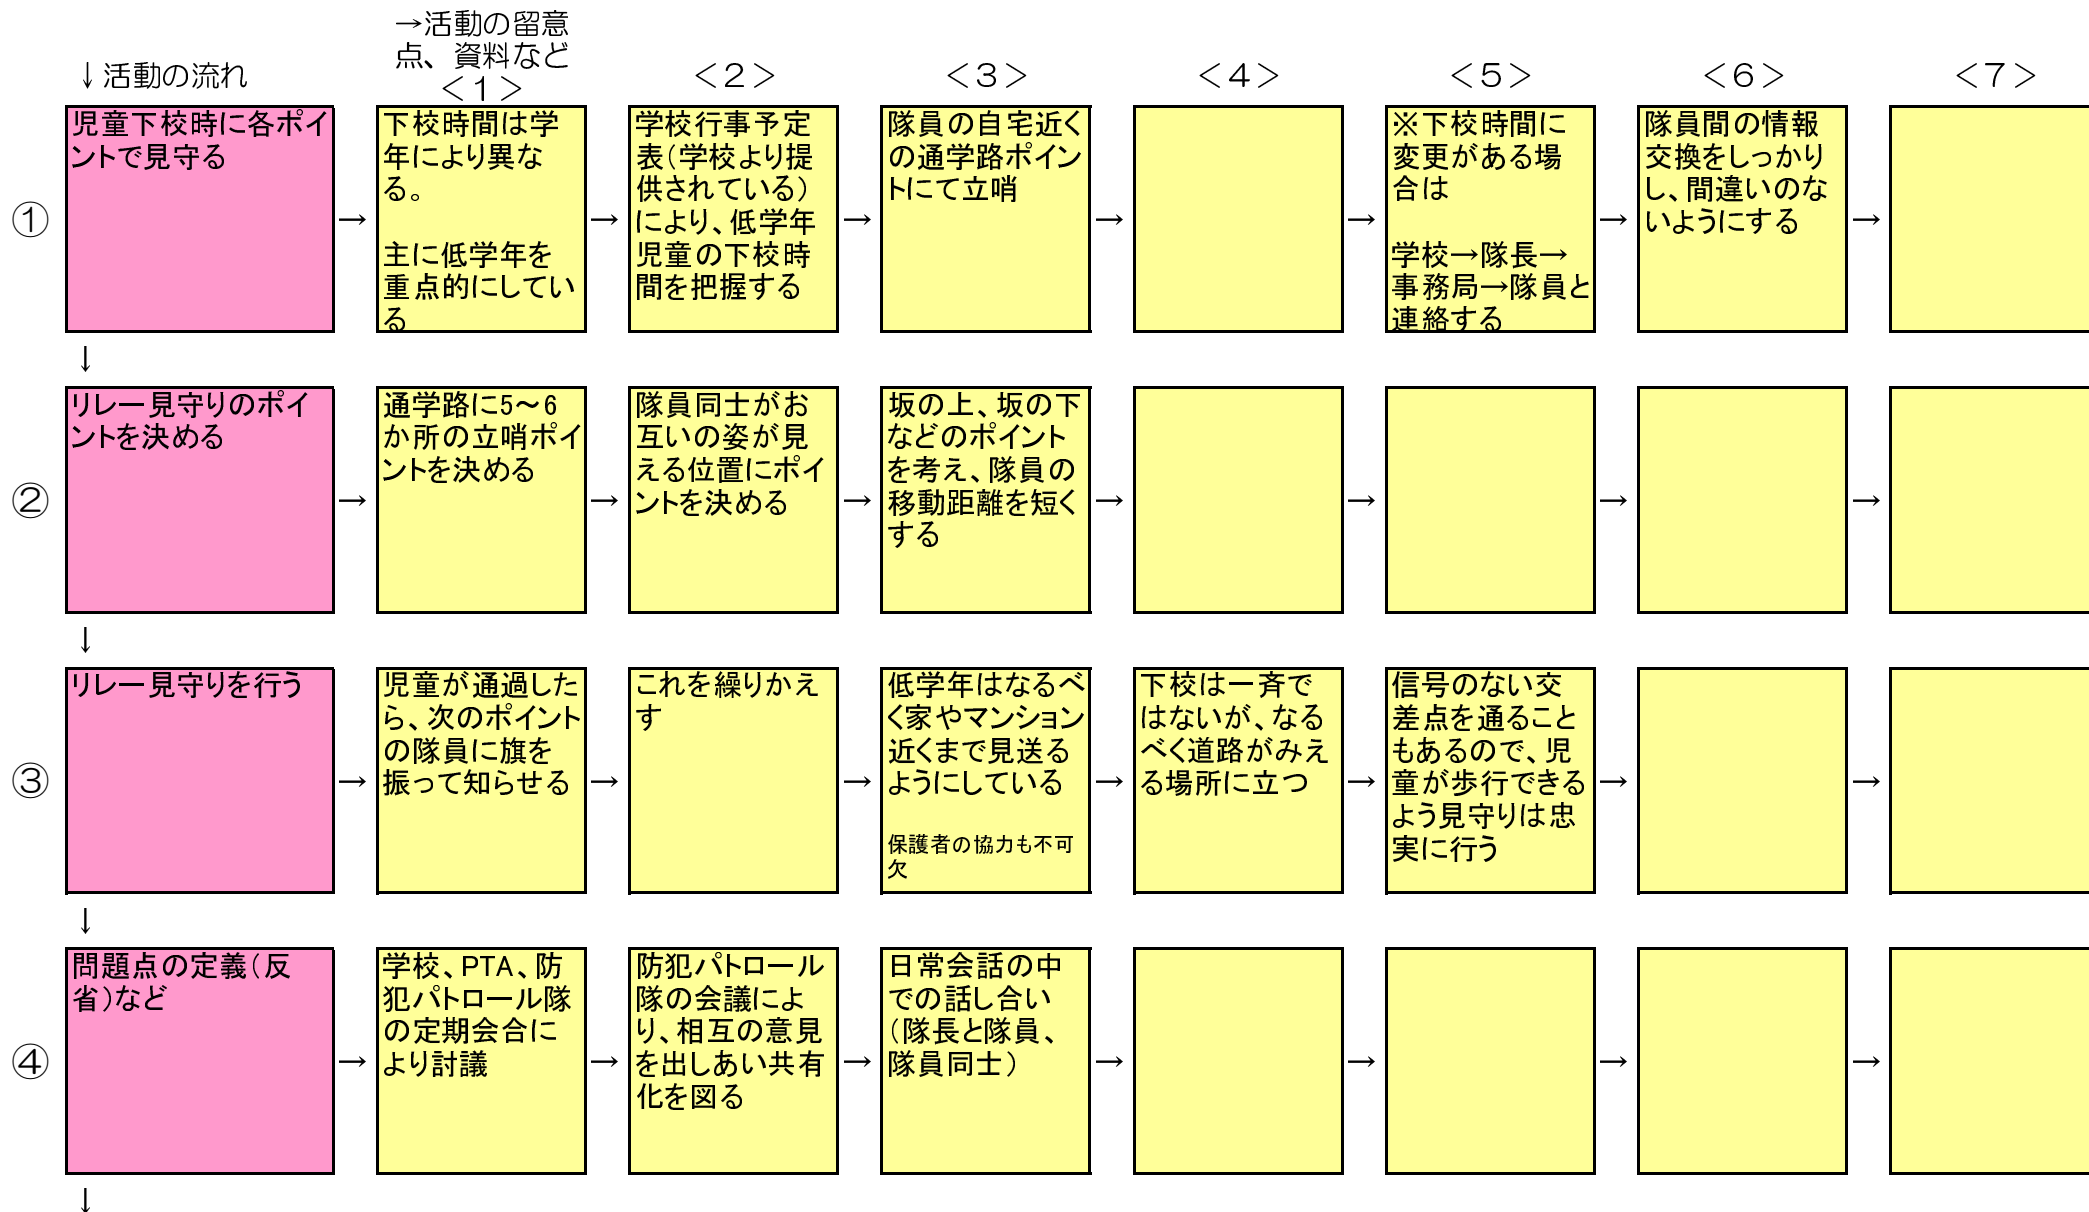 ↓活動の流れ
→活動の留意
点、資料など
＜１＞
＜２＞
＜３＞
＜４＞
＜５＞
＜６＞
＜７＞
①
児童下校時に各ポイ
ントで見守る
→
下校時間は学
年により異な
る。
主に低学年を
重点的にしてい
る
→
学校行事予定
表（学校より提
供されている）
により、低学年
児童の下校時
間を把握する
→
隊員の自宅近く
の通学路ポイン
トにて立哨
→
→
※下校時間に
変更がある場
合は
学校→隊長→
事務局→隊員と
連絡する
→
隊員間の情報
交換をしっかり
し、間違いのな
いようにする
→
↓
②
リレー見守りのポイ
ントを決める
→
通学路に5～6
か所の立哨ポイ
ントを決める
→
隊員同士がお
互いの姿が見
える位置にポイ
ントを決める
→
坂の上、坂の下
などのポイント
を考え、隊員の
移動距離を短く
する
→
→
→
→
↓
③
リレー見守りを行う
→
児童が通過した
ら、次のポイント
の隊員に旗を
振って知らせる
→
これを繰りかえ
す
→
低学年はなるべ
く家やマンション
近くまで見送る
ようにしている
保護者の協力も不可
欠
→
下校は一斉で
はないが、なる
べく道路がみえ
る場所に立つ
→
信号のない交
差点を通ること
もあるので、児
童が歩行できる
よう見守りは忠
実に行う
→
→
↓
④
問題点の定義（反
省）など
→
学校、PTA、防
犯パトロール隊
の定期会合に
より討議
→
防犯パトロール
隊の会議によ
り、相互の意見
を出しあい共有
化を図る
→
日常会話の中
での話し合い
（隊長と隊員、
隊員同士）
→
→
→
→
↓